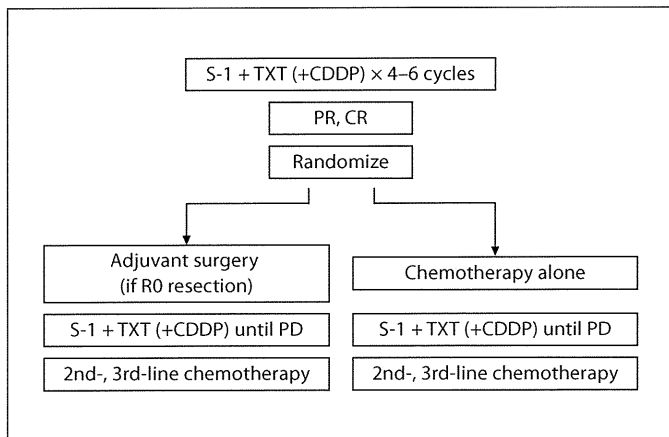 S-1 + TXT (+CDDP) × 4–6 cycles
PR, CR
Randomize
Adjuvant surgery
(if R0 resection)
S-1 + TXT (+CDDP) until PD
2nd-, 3rd-line chemotherapy
Chemotherapy alone
S-1 + TXT (+CDDP) until PD
2nd-, 3rd-line chemotherapy